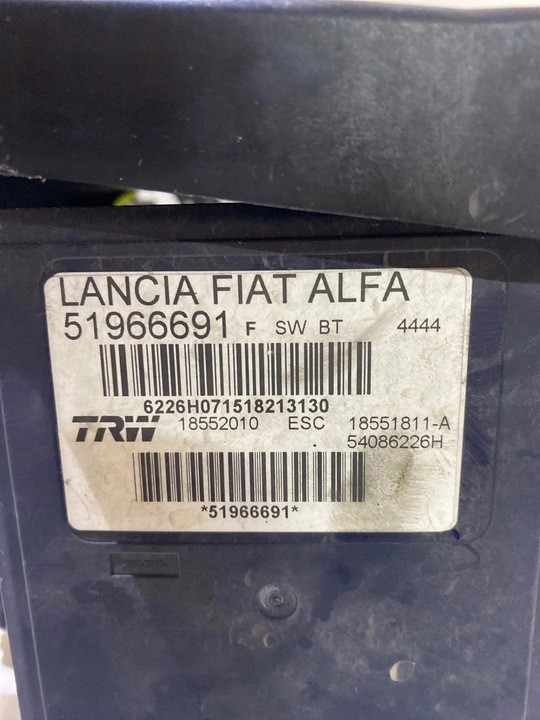 LANCIA FIAT ALFA
51966691 F SW BT 4444
6226H071518213130
TRW 18552010 ESC 18551811-A
54086226H
*51966691*